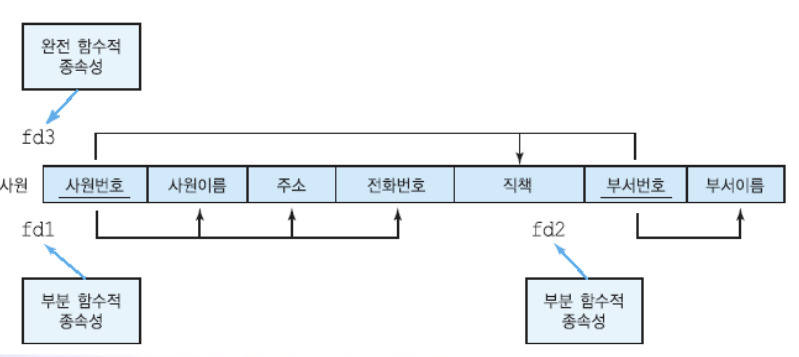 완전 함수적
종속성
fd3
사원 사원번호 사원이름 주소 전화번호 직책 부서번호 부서이름
fd1 fd2
부분 함수적 부분 함수적
종속성 종속성